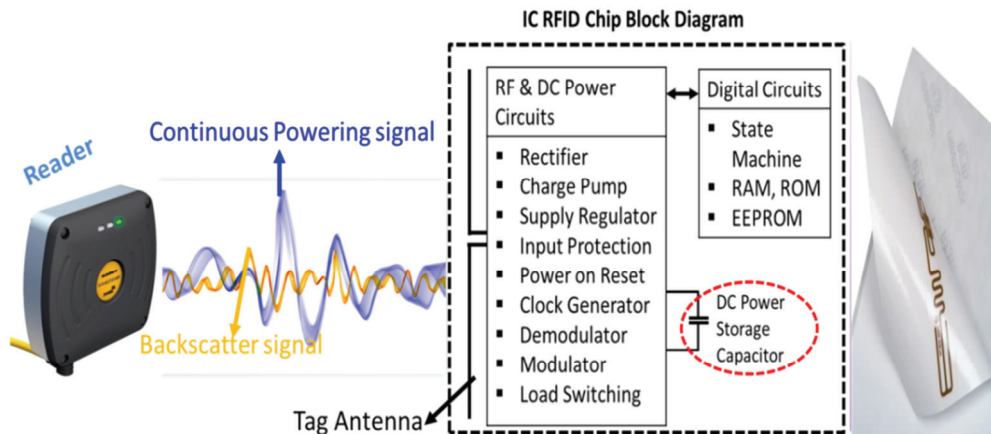 IC RFID Chip Block Diagram
Reader
Continuous Powering signal
Backscatter signal
Tag Antenna
RF & DC Power
Circuits
▪ Rectifier
▪ Charge Pump
▪ Supply Regulator
▪ Input Protection
▪ Power on Reset
▪ Clock Generator
▪ Demodulator
▪ Modulator
▪ Load Switching
Digital Circuits
▪ State
Machine
▪ RAM, ROM
▪ EEPROM
DC Power
Storage
Capacitor